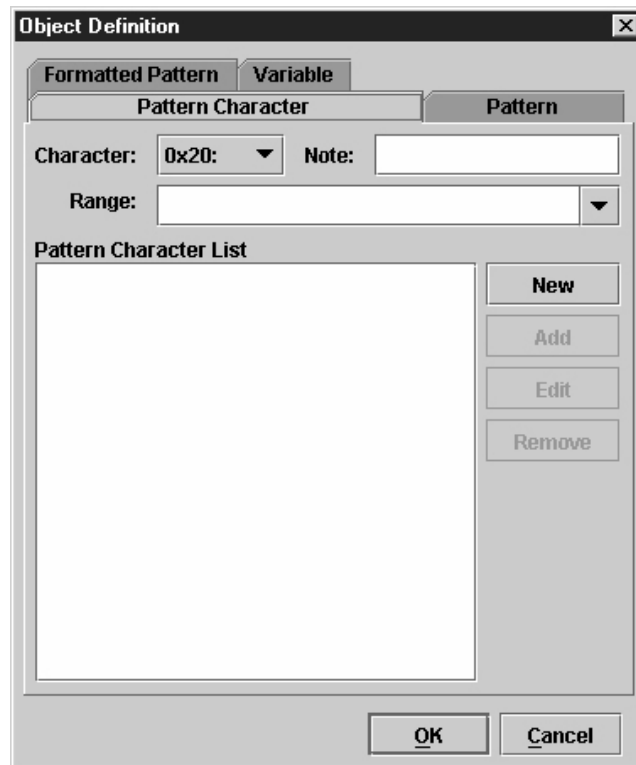 Object Definition
Formatted Pattern Variable
Pattern Character Pattern
Character: 0x20: Note:
Range:
Pattern Character List
New
Add
Edit
Remove
OK Cancel